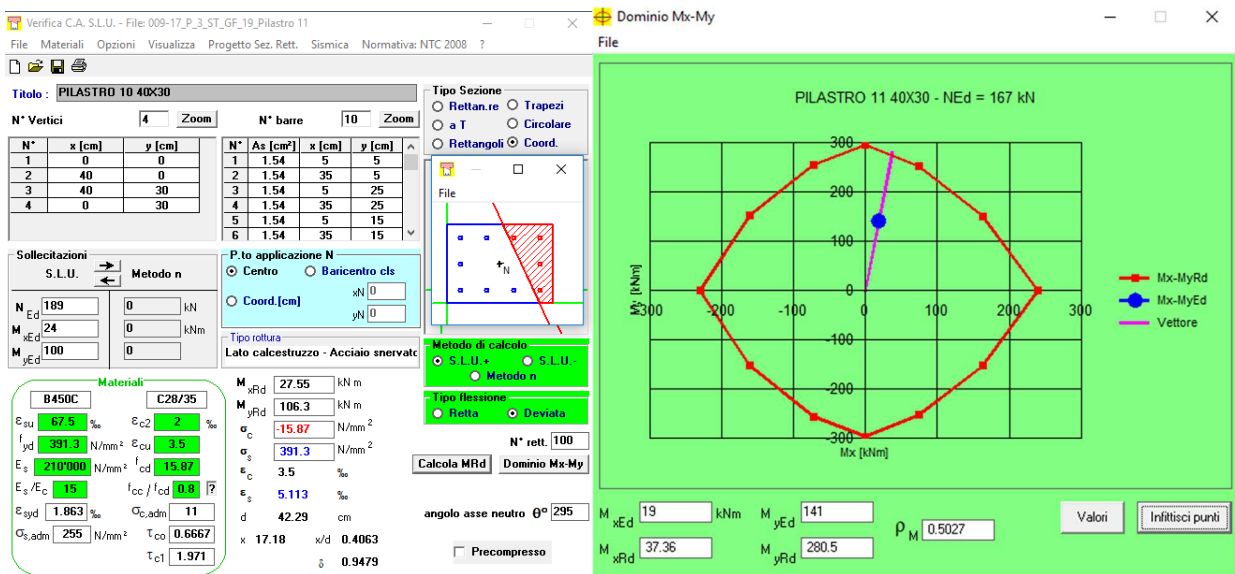 Verifica C.A. S.L.U. - File: 009-17_P_3_ST_GF_19_Pilastro 11
File Materiali Opzioni Visualizza Progetto Sez. Rett. Sismica Normativa: NTC 2008 ?
Titolo : PILASTRO 10 40X30
N° Vertici 4 Zoom N° barre 10 Zoom
N° x [cm] y [cm]
1 0 0
2 40 0
3 40 30
4 0 30
N° As [cm²] x [cm] y [cm]
1 1.54 5 5
2 1.54 35 5
3 1.54 5 25
4 1.54 35 25
5 1.54 5 15
6 1.54 35 15
Tipo Sezione
Rettan.re Trapezi
a T Circolare
Rettangoli Coord.
File
N
Sollecitazioni
S.L.U. Metodo n
N Ed 189 0 kN
M xEd 24 0 kNm
M yEd 100 0
P.to applicazione N
Centro Baricentro cls
Coord.[cm] xN 0
yN 0
Tipo rottura
Lato calcestruzzo - Acciaio snervato
Metodo di calcolo
S.L.U.+ S.L.U.-
Metodo n
Tipo flessione
Retta Deviata
N° rett. 100
Calcola MRd Dominio Mx-My
angolo asse neutro θ° 295
Precompresso
Materiali
B450C C28/35
εsu 67.5 ‰ εc2 2 ‰
fyd 391.3 N/mm² εcu 3.5
Es 210'000 N/mm² fcd 15.87
Es/Ec 15 fcc / fcd 0.8 ?
εsyd 1.863 ‰ σc,adm 11
σs,adm 255 N/mm² τco 0.6667
τc1 1.971
M xRd 27.55 kN m
M yRd 106.3 kN m
σc -15.87 N/mm²
σs 391.3 N/mm²
εc 3.5 ‰
εs 5.113 ‰
d 42.29 cm
x 17.18 x/d 0.4063
δ 0.9479
Dominio Mx-My
File
PILASTRO 11 40X30 - NEd = 167 kN
300
200
100
0
-100
-200
-300
My [kNm]
-300 -200 -100 0 100 200 300
Mx [kNm]
Mx-MyRd
Mx-MyEd
Vettore
M xEd 19 kNm M yEd 141
M xRd 37.36 M yRd 280.5
ρM 0.5027
Valori Infittisci punti